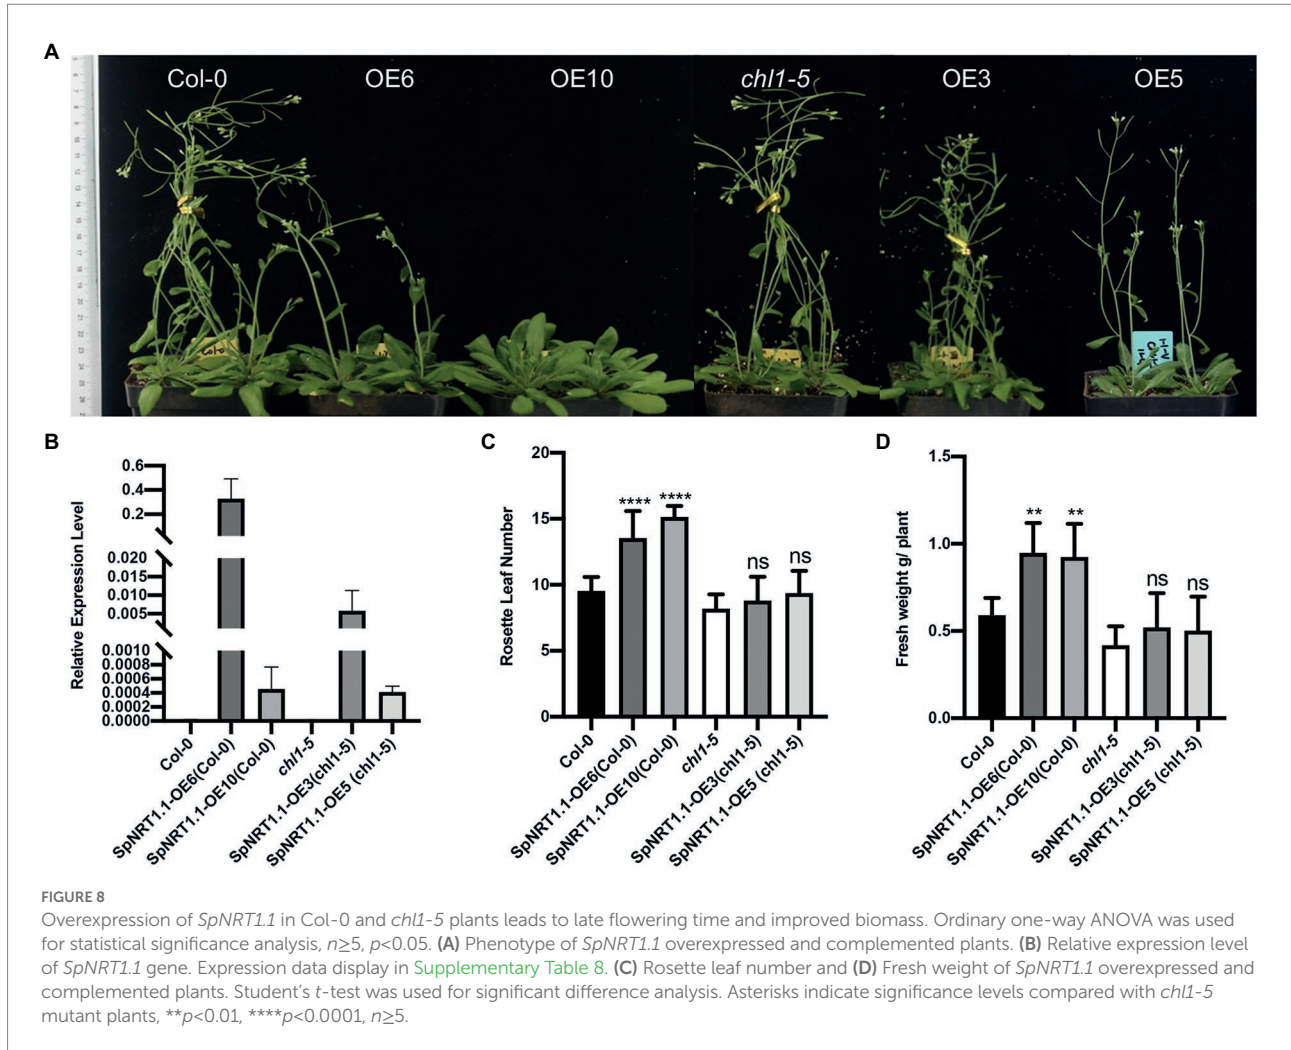 A
Col-0 OE6 OE10 chl1-5 OE3 OE5
B
Relative Expression Level
0.6
0.4
0.2
0.020
0.015
0.010
0.005
0.0010
0.0008
0.0006
0.0004
0.0002
0.0000
Col-0
SpNRT1.1-OE6(Col-0)
SpNRT1.1-OE10(Col-0)
chl1-5
SpNRT1.1-OE3(chl1-5)
SpNRT1.1-OE5 (chl1-5)
C
Rosette Leaf Number
20
15
10
5
0
**** **** ns ns
Col-0
SpNRT1.1-OE6(Col-0)
SpNRT1.1-OE10(Col-0)
chl1-5
SpNRT1.1-OE3(chl1-5)
SpNRT1.1-OE5 (chl1-5)
D
Fresh weight g/ plant
1.5
1.0
0.5
0.0
** ** ns ns
Col-0
SpNRT1.1-OE6(Col-0)
SpNRT1.1-OE10(Col-0)
chl1-5
SpNRT1.1-OE3(chl1-5)
SpNRT1.1-OE5 (chl1-5)
FIGURE 8
Overexpression of SpNRT1.1 in Col-0 and chl1-5 plants leads to late flowering time and improved biomass. Ordinary one-way ANOVA was used
for statistical significance analysis, n≥5, p<0.05. (A) Phenotype of SpNRT1.1 overexpressed and complemented plants. (B) Relative expression level
of SpNRT1.1 gene. Expression data display in Supplementary Table 8. (C) Rosette leaf number and (D) Fresh weight of SpNRT1.1 overexpressed and
complemented plants. Student's t-test was used for significant difference analysis. Asterisks indicate significance levels compared with chl1-5
mutant plants, **p<0.01, ****p<0.0001, n≥5.